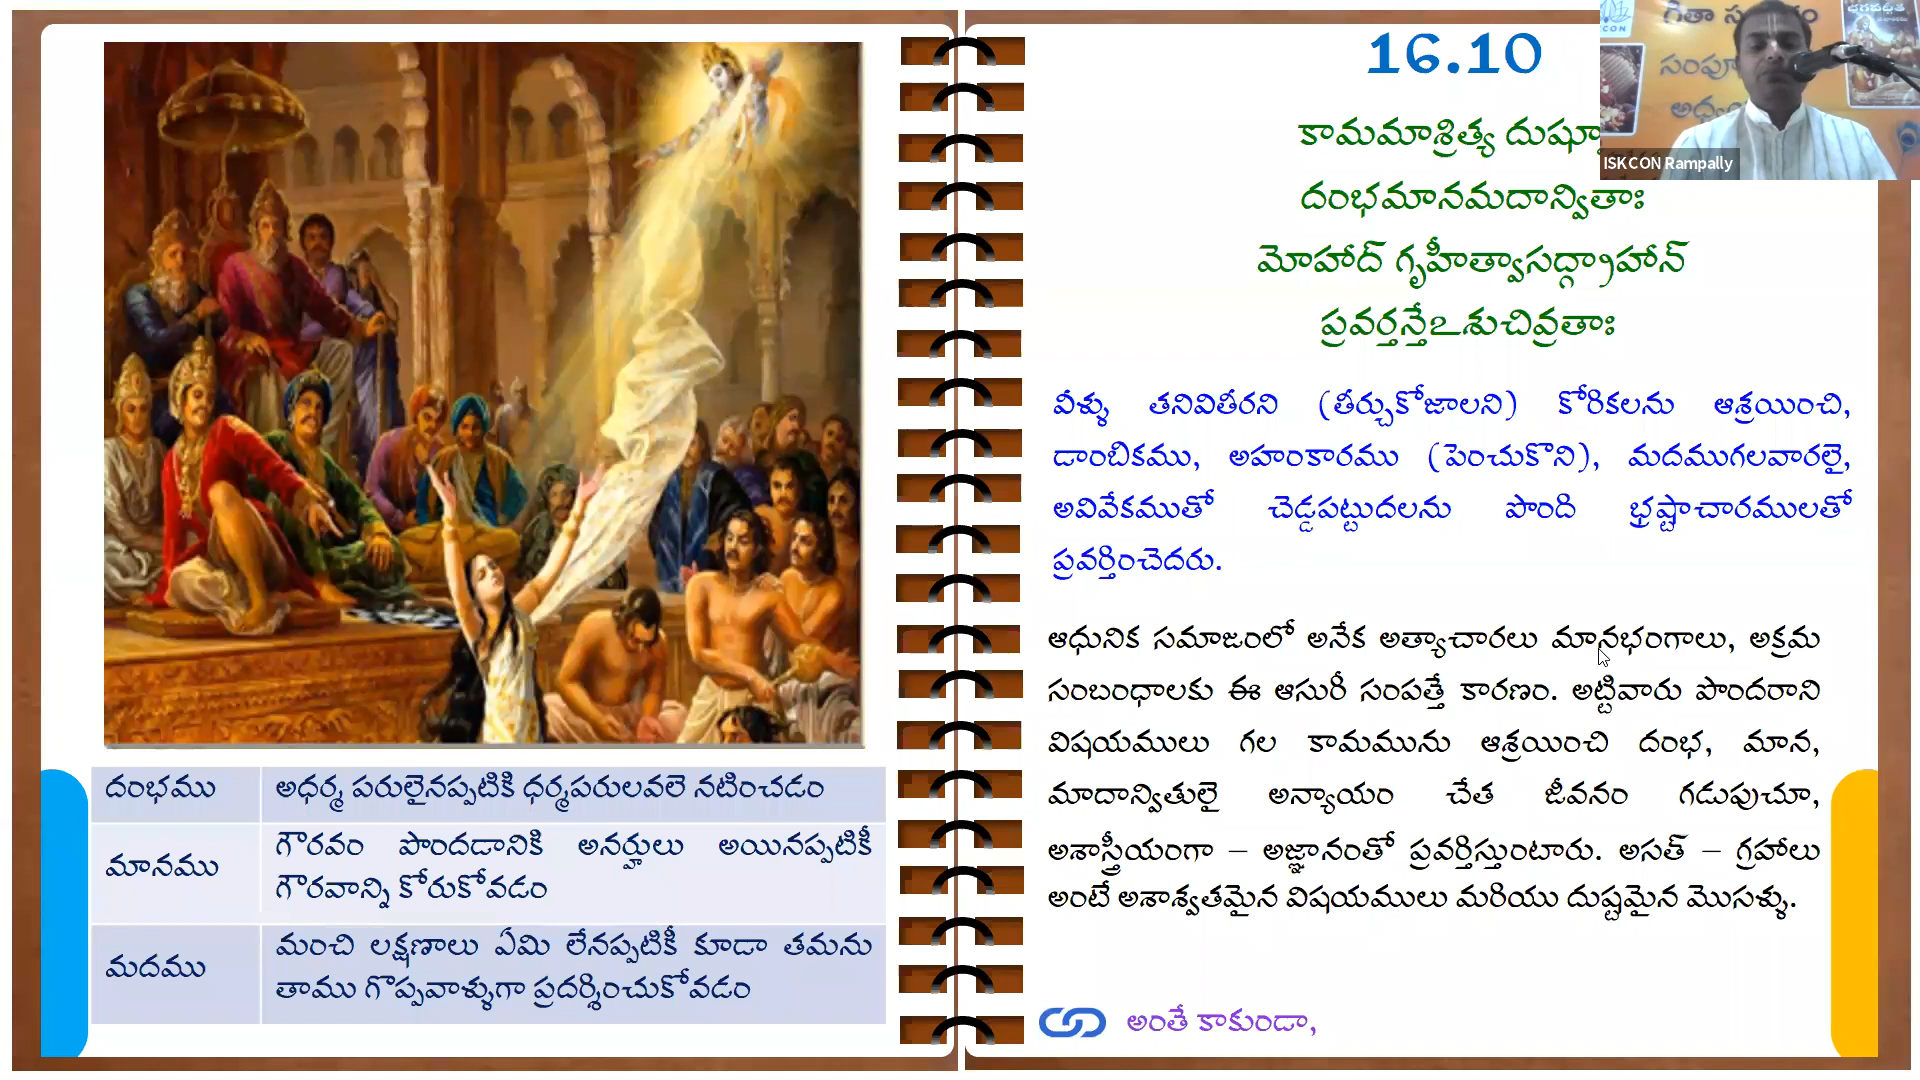 16.10
కామమాశ్రిత్య
దంభమానమదాన్వితాః
మోహాద్ గృహీత్వాసద్గ్రాహాన్
ప్రవర్తన్తేఽశుచివ్రతాః
వీళ్ళు తనివితీరని (తీర్చుకోజాలని) కోరికలను ఆశ్రయించి,
డాంబికము, అహంకారము (పెంచుకొని), మదముగలవారలై,
అవివేకముతో చెడ్డపట్టుదలను పొంది భ్రష్టాచారములతో
ప్రవర్తించెదరు.
ఆధునిక సమాజంలో అనేక అత్యాచారలు మానభంగాలు, అక్రమ
సంబంధాలకు ఈ ఆసురీ సంపత్తే కారణం. అట్టివారు పొందరాని
విషయములు గల కామమును ఆశ్రయించి దంభ, మాన,
మాదాన్వితులై అన్యాయం చేత జీవనం గడుపుచూ,
అశాస్త్రీయంగా – అజ్ఞానంతో ప్రవర్తిస్తుంటారు. అసత్ – గ్రహాలు
అంటే అశాశ్వతమైన విషయములు మరియు దుష్టమైన మొసళ్ళు.
అంతే కాకుండా,
దంభము అధర్మ పరులైనప్పటికి ధర్మపరులవలె నటించడం
మానము గౌరవం పొందడానికి అనర్హులు అయినప్పటికీ
గౌరవాన్ని కోరుకోవడం
మదము మంచి లక్షణాలు ఏమి లేనప్పటికీ కూడా తమను
తాము గొప్పవాళ్ళుగా ప్రదర్శించుకోవడం
గీతా
ISKCON Rampally